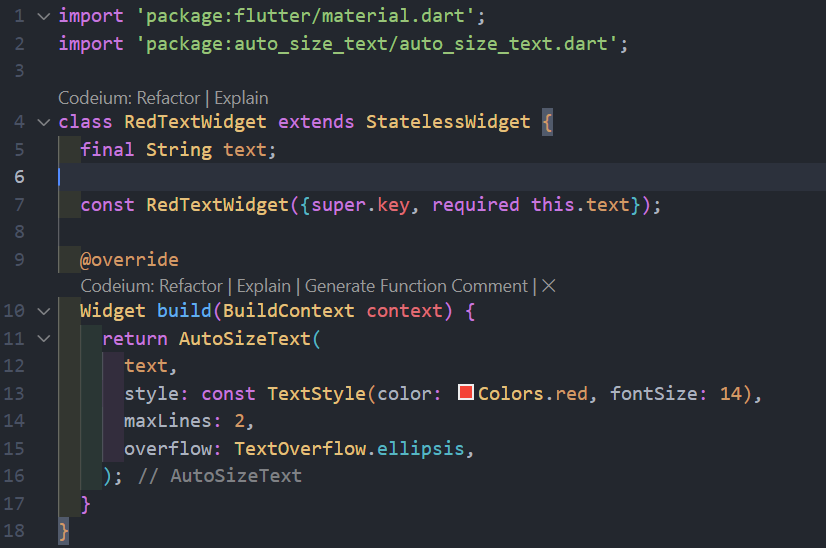 1 import 'package:flutter/material.dart';
2 import 'package:auto_size_text/auto_size_text.dart';
3
Codeium: Refactor | Explain
4 class RedTextWidget extends StatelessWidget {
5   final String text;
6
7   const RedTextWidget({super.key, required this.text});
8
9   @override
Codeium: Refactor | Explain | Generate Function Comment | ×
10   Widget build(BuildContext context) {
11     return AutoSizeText(
12       text,
13       style: const TextStyle(color: Colors.red, fontSize: 14),
14       maxLines: 2,
15       overflow: TextOverflow.ellipsis,
16     ); // AutoSizeText
17   }
18 }